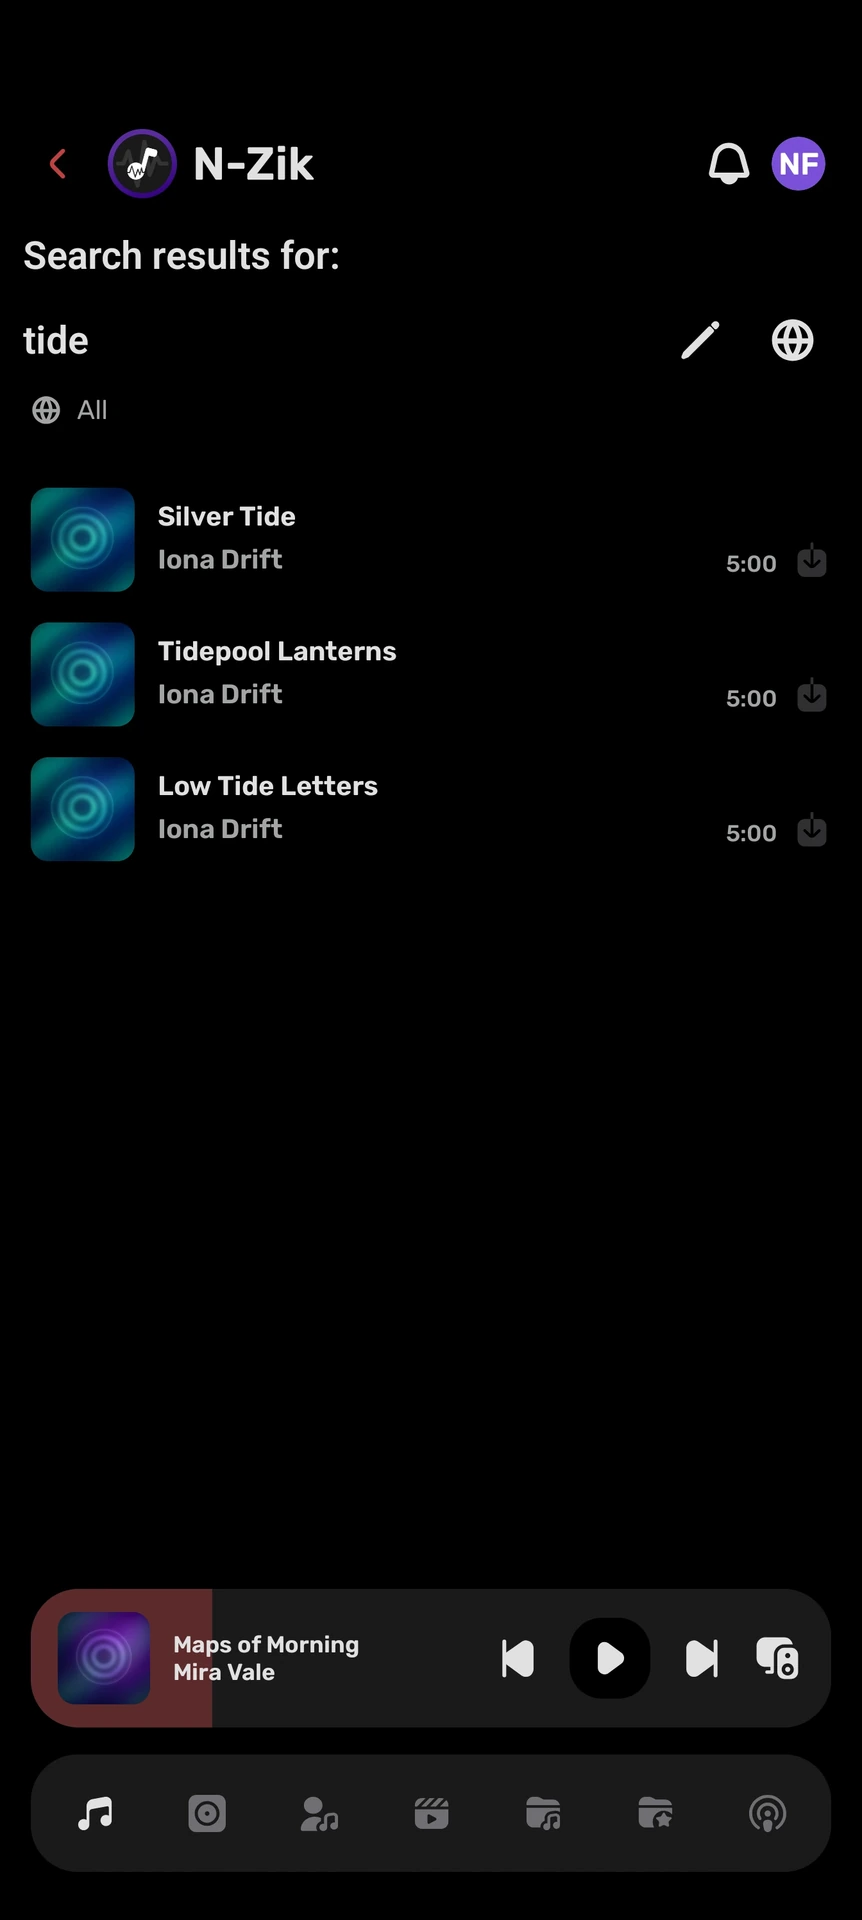 N-Zik
NF
Search results for:
tide
All
Silver Tide
Iona Drift
5:00
Tidepool Lanterns
Iona Drift
5:00
Low Tide Letters
Iona Drift
5:00
Maps of Morning
Mira Vale